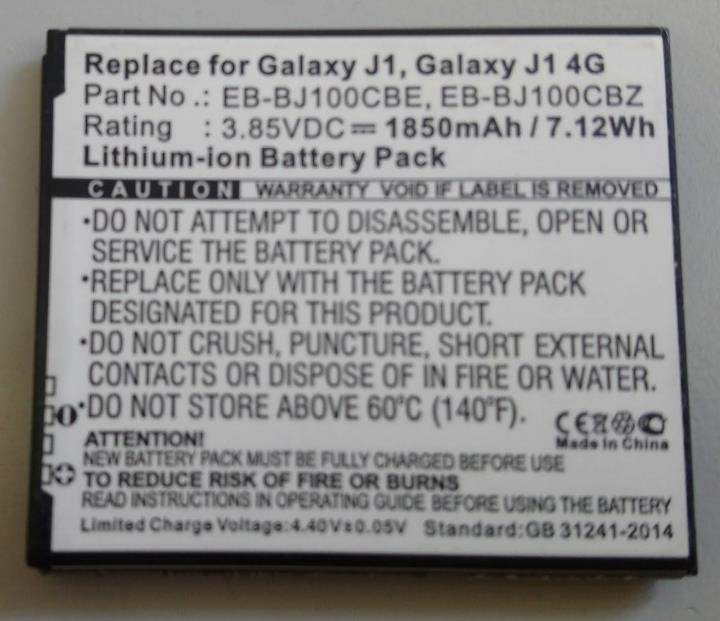 Replace for Galaxy J1, Galaxy J1 4G
Part No.: EB-BJ100CBE, EB-BJ100CBZ
Rating : 3.85VDC⎓ 1850mAh / 7.12Wh
Lithium-ion Battery Pack
CAUTION WARRANTY VOID IF LABEL IS REMOVED
•DO NOT ATTEMPT TO DISASSEMBLE, OPEN OR
SERVICE THE BATTERY PACK.
•REPLACE ONLY WITH THE BATTERY PACK
DESIGNATED FOR THIS PRODUCT.
•DO NOT CRUSH, PUNCTURE, SHORT EXTERNAL
CONTACTS OR DISPOSE OF IN FIRE OR WATER.
•DO NOT STORE ABOVE 60°C (140°F).
CE
Made in China
ATTENTION!
NEW BATTERY PACK MUST BE FULLY CHARGED BEFORE USE
TO REDUCE RISK OF FIRE OR BURNS
READ INSTRUCTIONS IN OPERATING GUIDE BEFORE USING THE BATTERY
Limited Charge Voltage:4.40V±0.05V Standard:GB 31241-2014